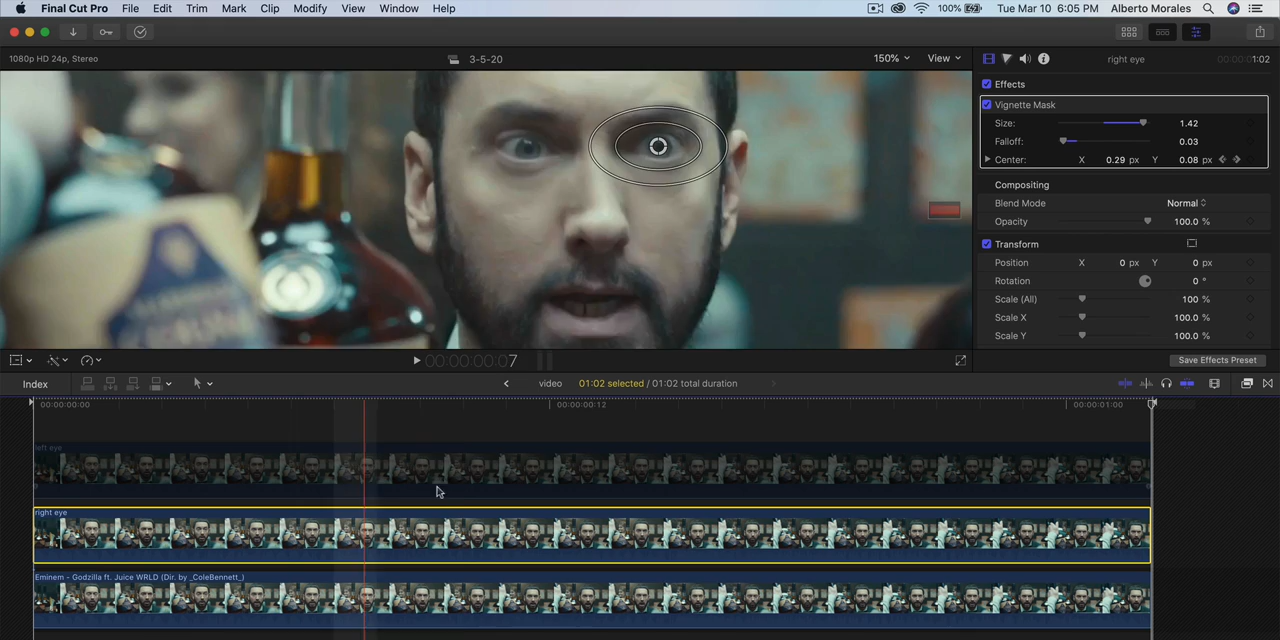 Final Cut Pro File Edit Trim Mark Clip Modify View Window Help 100% Tue Mar 10 6:05 PM Alberto Morales
1080p HD 24p, Stereo 3-5-20 150% View right eye 1:02
Effects
Vignette Mask
Size: 1.42
Falloff: 0.03
Center: X 0.29 px Y 0.08 px
Compositing
Blend Mode Normal
Opacity 100.0 %
Transform
Position X 0 px Y 0 px
Rotation 0 °
Scale (All) 100 %
Scale X 100.0 %
Scale Y 100.0 %
00:00:00:07 Save Effects Preset
Index video 01:02 selected / 01:02 total duration
00:00:00:00 00:00:00:12 00:00:01:00
left eye
right eye
Eminem - Godzilla ft. Juice WRLD (Dir. by _ColeBennett_)